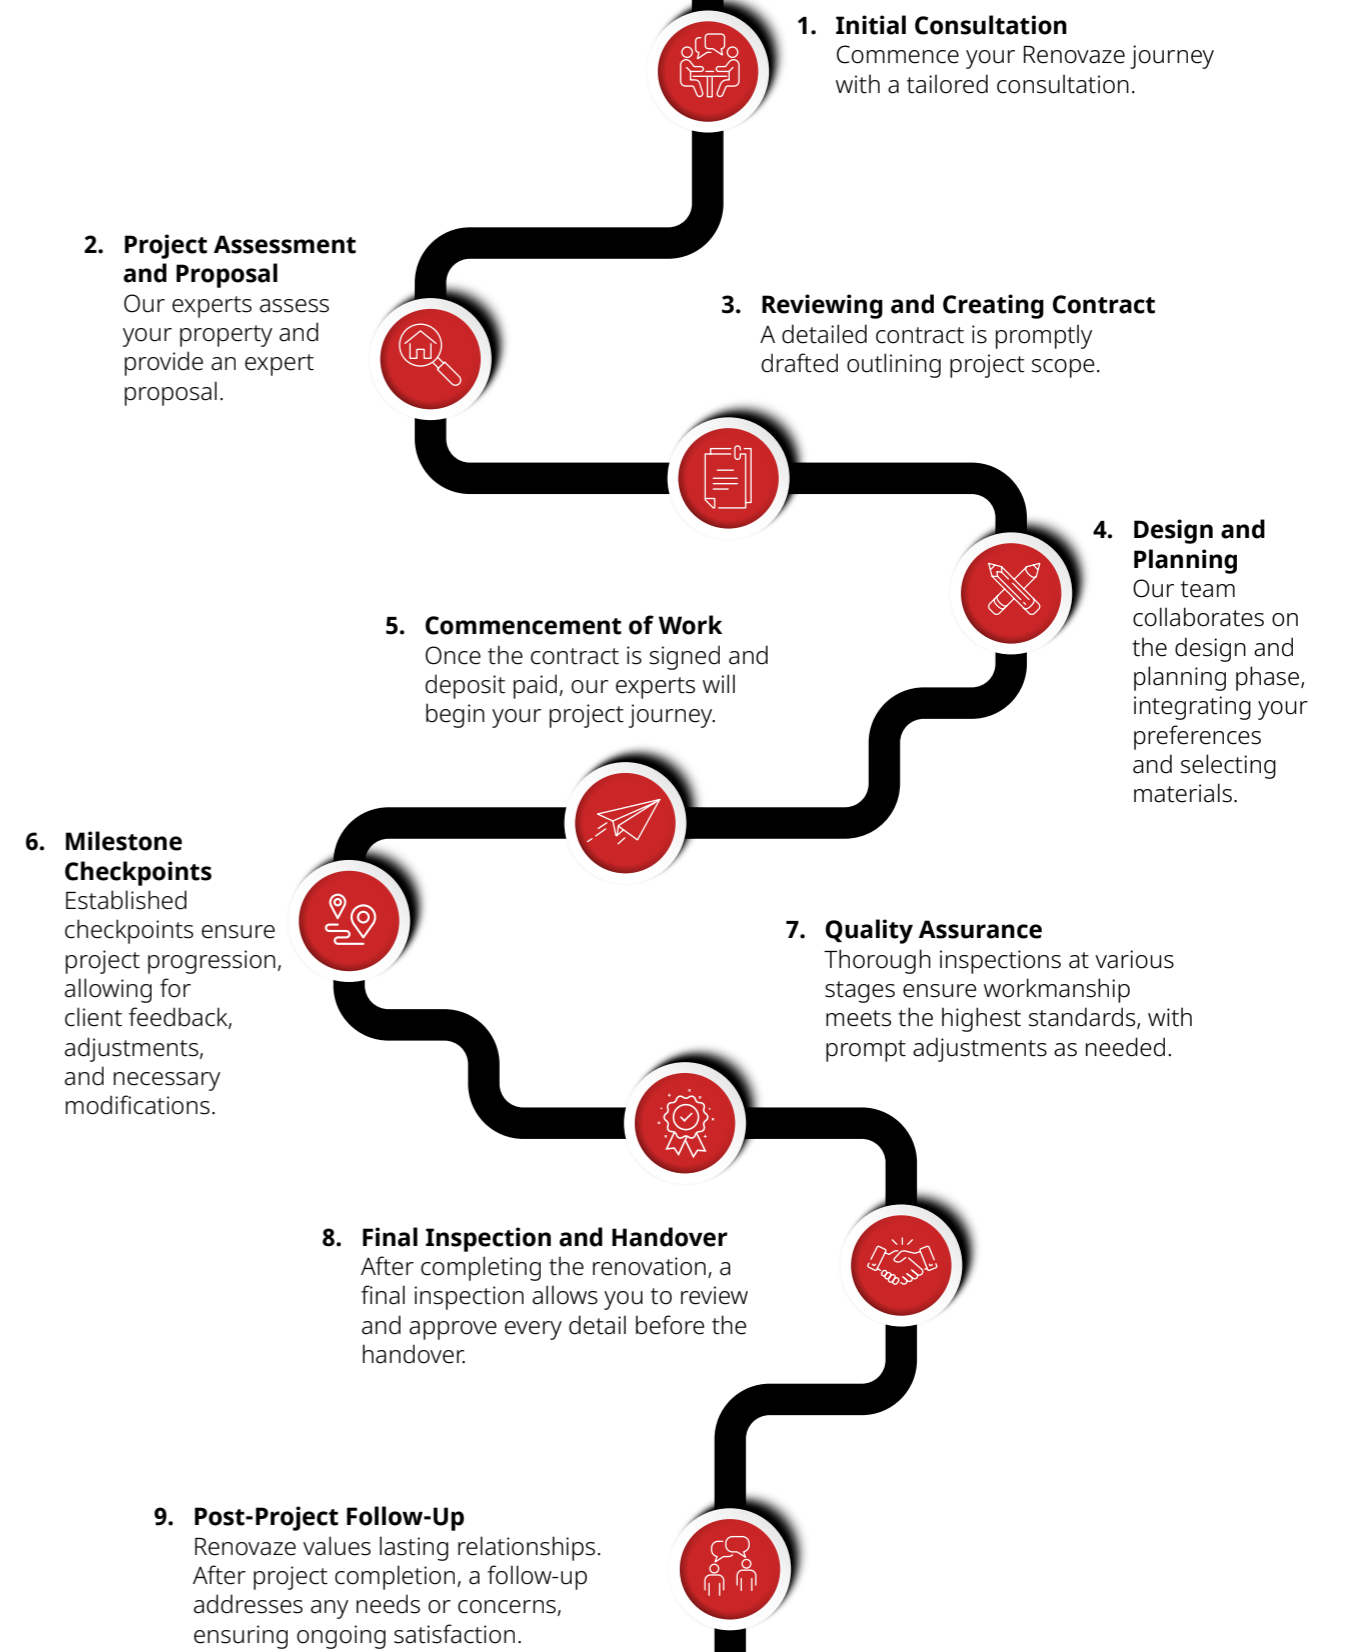 1. Initial Consultation
Commence your Renovaze journey
with a tailored consultation.
2. Project Assessment
and Proposal
Our experts assess
your property and
provide an expert
proposal.
3. Reviewing and Creating Contract
A detailed contract is promptly
drafted outlining project scope.
4. Design and
Planning
Our team
collaborates on
the design and
planning phase,
integrating your
preferences
and selecting
materials.
5. Commencement of Work
Once the contract is signed and
deposit paid, our experts will
begin your project journey.
6. Milestone
Checkpoints
Established
checkpoints ensure
project progression,
allowing for
client feedback,
adjustments,
and necessary
modifications.
7. Quality Assurance
Thorough inspections at various
stages ensure workmanship
meets the highest standards, with
prompt adjustments as needed.
8. Final Inspection and Handover
After completing the renovation, a
final inspection allows you to review
and approve every detail before the
handover.
9. Post-Project Follow-Up
Renovaze values lasting relationships.
After project completion, a follow-up
addresses any needs or concerns,
ensuring ongoing satisfaction.